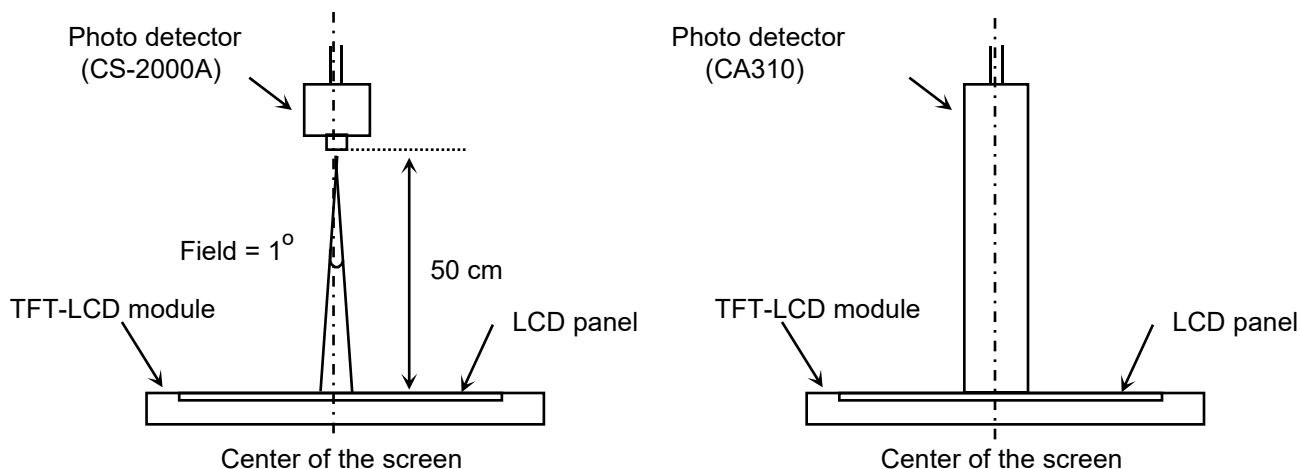 Photo detector
(CS-2000A)
Field = 1o
50 cm
TFT-LCD module
LCD panel
Center of the screen
Photo detector
(CA310)
TFT-LCD module
LCD panel
Center of the screen